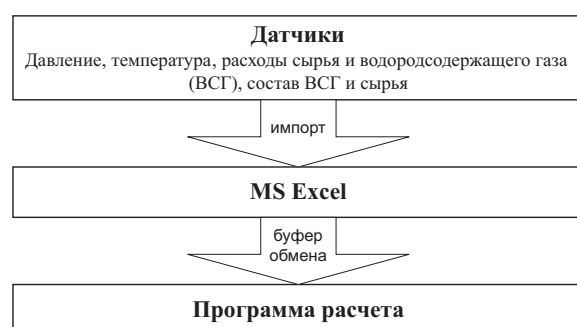 Датчики
Давление, температура, расходы сырья и водородсодержащего газа
(ВСГ), состав ВСГ и сырья
импорт
MS Excel
буфер
обмена
Программа расчета